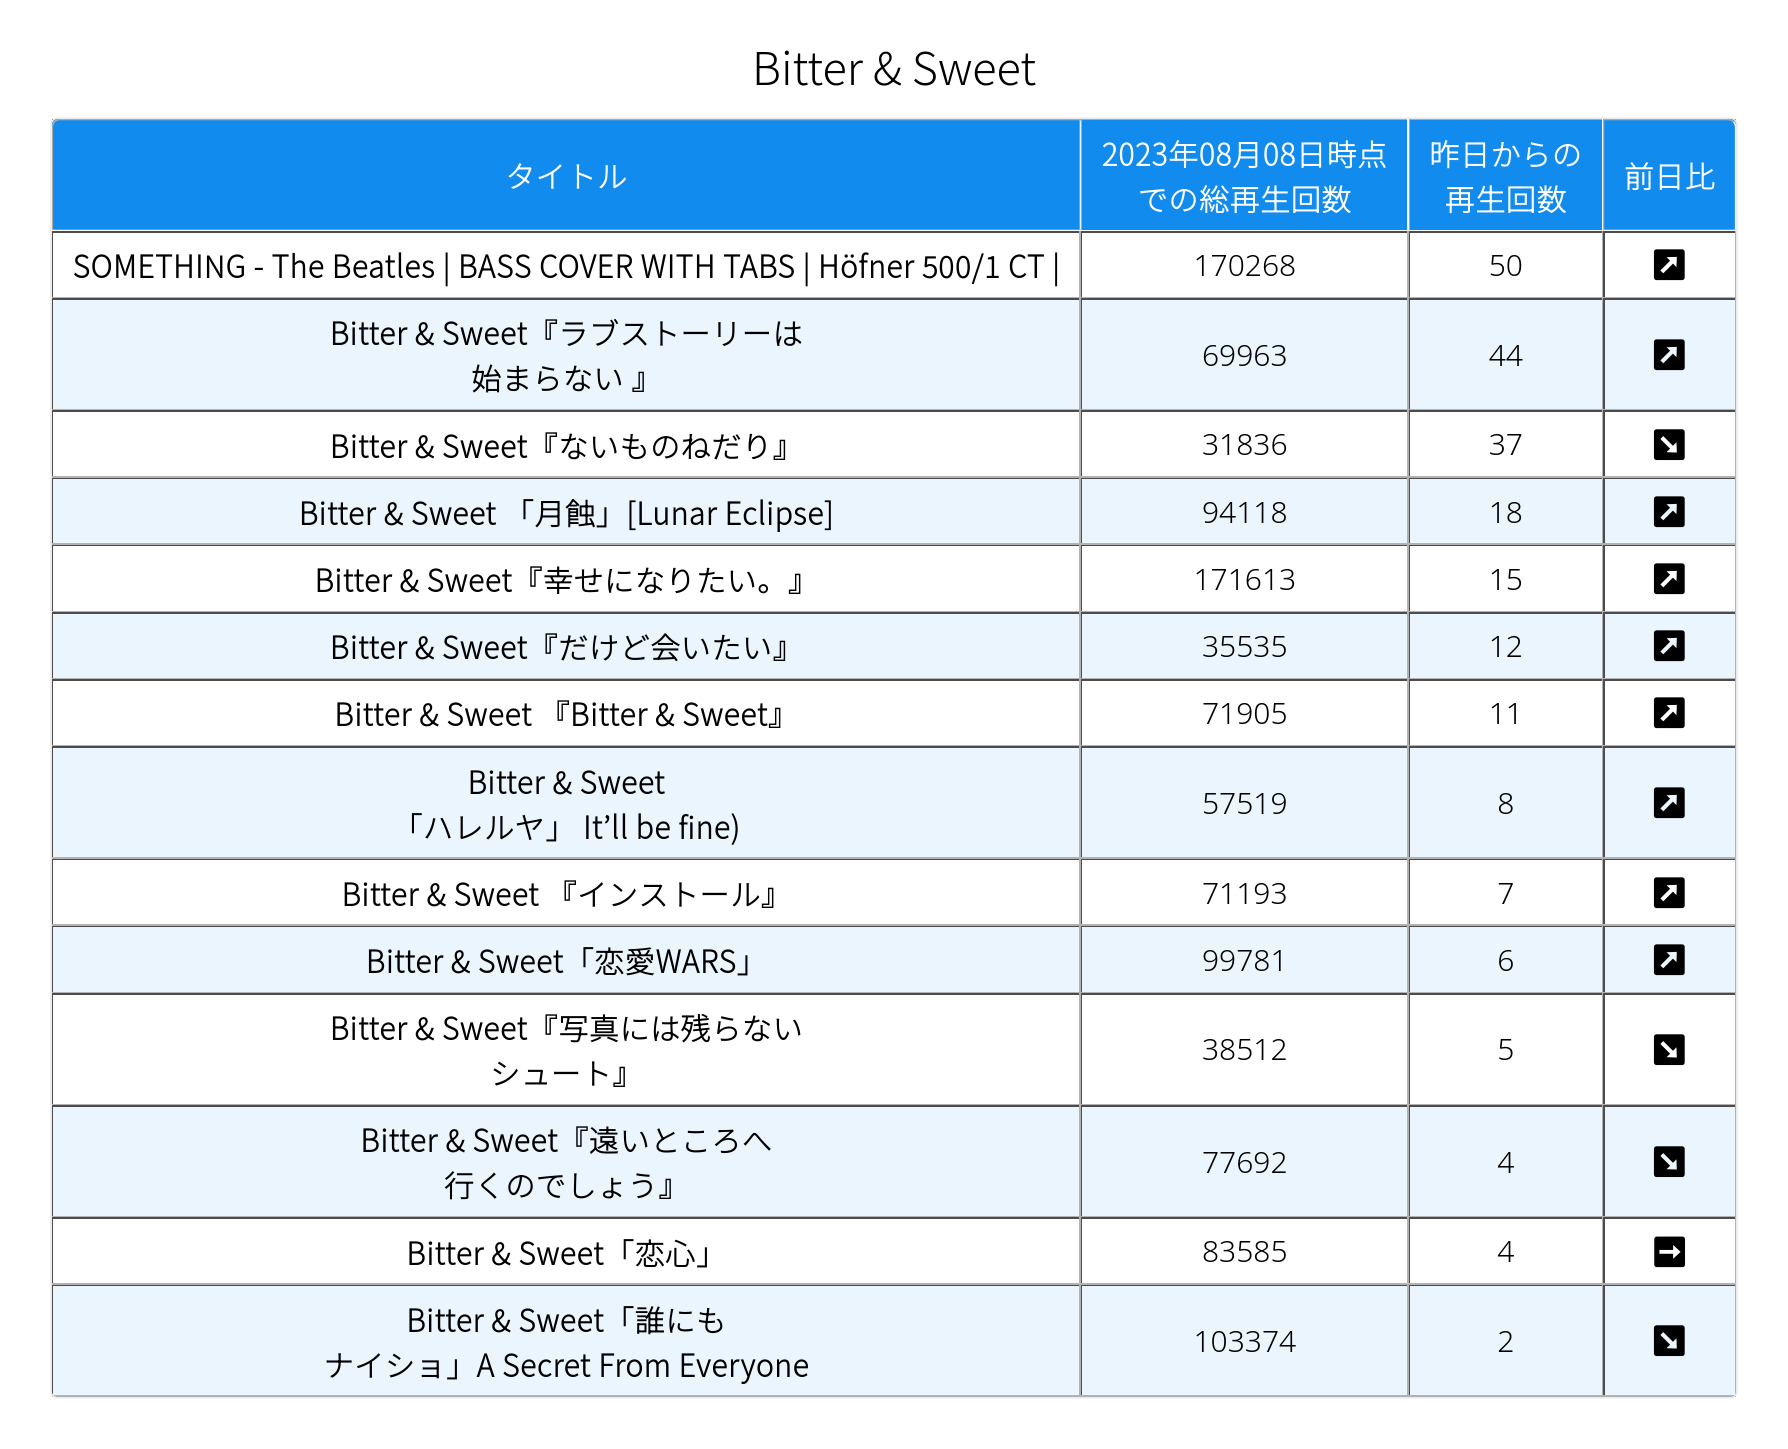 Bitter & Sweet
タイトル
2023年08月08日時点
での総再生回数
昨日からの
再生回数
前日比
SOMETHING - The Beatles | BASS COVER WITH TABS | Höfner 500/1 CT |
170268
50
Bitter & Sweet『ラブストーリーは
始まらない 』
69963
44
Bitter & Sweet『ないものねだり』
31836
37
Bitter & Sweet 「月蝕」[Lunar Eclipse]
94118
18
Bitter & Sweet『幸せになりたい。』
171613
15
Bitter & Sweet『だけど会いたい』
35535
12
Bitter & Sweet 『Bitter & Sweet』
71905
11
Bitter & Sweet
「ハレルヤ」 It’ll be fine)
57519
8
Bitter & Sweet 『インストール』
71193
7
Bitter & Sweet「恋愛WARS」
99781
6
Bitter & Sweet『写真には残らない
シュート』
38512
5
Bitter & Sweet『遠いところへ
行くのでしょう』
77692
4
Bitter & Sweet「恋心」
83585
4
Bitter & Sweet「誰にも
ナイショ」A Secret From Everyone
103374
2